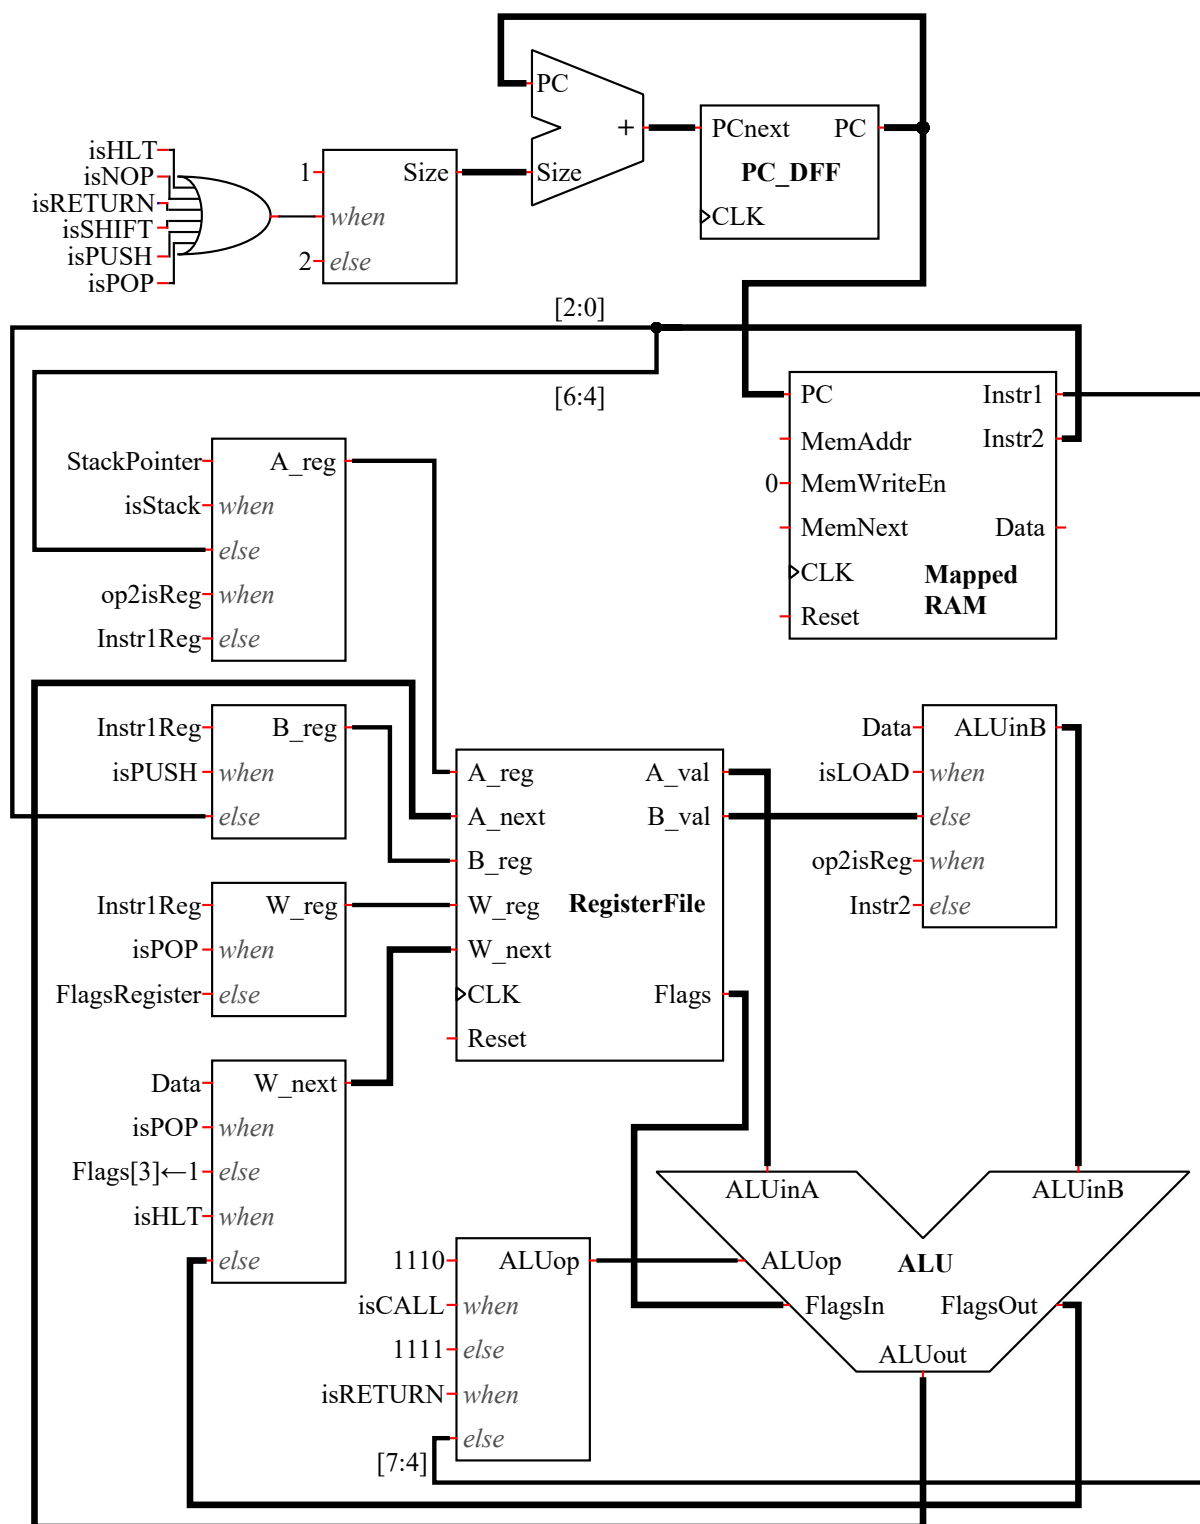 isHLT
isNOP
isRETURN
isSHIFT
isPUSH
isPOP
1
2
Size
when
else
PC
Size
+
PCnext
PC
PC_DFF
CLK
[2:0]
[6:4]
PC
MemAddr
0
MemWriteEn
MemNext
CLK
Reset
Instr1
Instr2
Data
Mapped
RAM
StackPointer
A_reg
isStack
when
else
op2isReg
when
Instr1Reg
else
Instr1Reg
B_reg
isPUSH
when
else
Instr1Reg
W_reg
isPOP
when
FlagsRegister
else
Data
W_next
isPOP
when
Flags[3]←1
else
isHLT
when
else
A_reg
A_next
B_reg
W_reg
W_next
CLK
Reset
A_val
B_val
RegisterFile
Flags
Data
ALUinB
isLOAD
when
else
op2isReg
when
Instr2
else
1110
ALUop
isCALL
when
1111
else
isRETURN
when
else
[7:4]
ALUinA
ALUinB
ALUop
ALU
FlagsIn
FlagsOut
ALUout